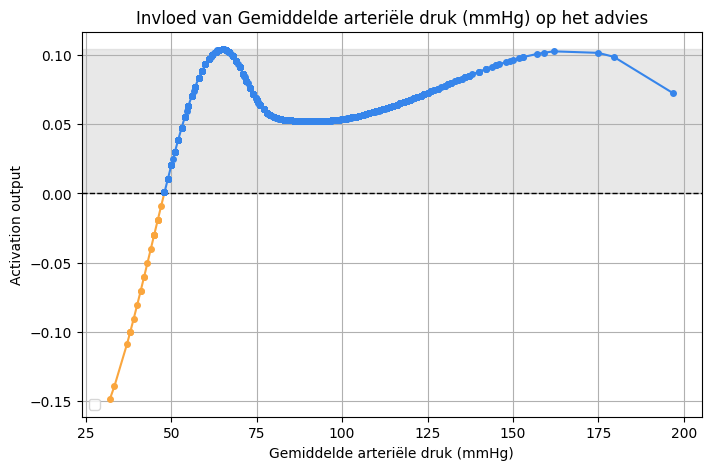 Invloed van Gemiddelde arteriële druk (mmHg) op het advies
Activation output
0.10
0.05
0.00
−0.05
−0.10
−0.15
25 50 75 100 125 150 175 200
Gemiddelde arteriële druk (mmHg)